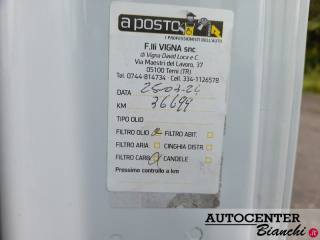 a posto
I PROFESSIONISTI DELL'AUTO
F.lli VIGNA snc
di Vigna David Luca e C.
Via Maestri del Lavoro, 37
05100 Terni (TR)
Tel. 0744-814734 - Cell. 334-1126578
DATA 25-03-24
KM 36699
TIPO OLIO
FILTRO OLIO FILTRO ABIT.
FILTRO ARIA CINGHIA DISTR.
FILTRO CARB. CANDELE
Prossimo controllo a km
AUTOCENTER
Bianchi.it